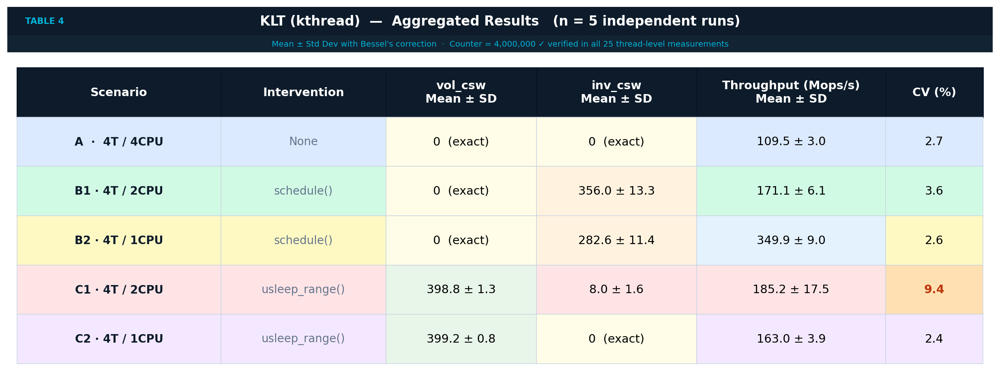 TABLE 4
KLT (kthread) — Aggregated Results (n = 5 independent runs)
Mean ± Std Dev with Bessel's correction · Counter = 4,000,000 ✓ verified in all 25 thread-level measurements
Scenario Intervention vol_csw Mean ± SD inv_csw Mean ± SD Throughput (Mops/s) Mean ± SD CV (%)
A · 4T / 4CPU None 0 (exact) 0 (exact) 109.5 ± 3.0 2.7
B1 · 4T / 2CPU schedule() 0 (exact) 356.0 ± 13.3 171.1 ± 6.1 3.6
B2 · 4T / 1CPU schedule() 0 (exact) 282.6 ± 11.4 349.9 ± 9.0 2.6
C1 · 4T / 2CPU usleep_range() 398.8 ± 1.3 8.0 ± 1.6 185.2 ± 17.5 9.4
C2 · 4T / 1CPU usleep_range() 399.2 ± 0.8 0 (exact) 163.0 ± 3.9 2.4